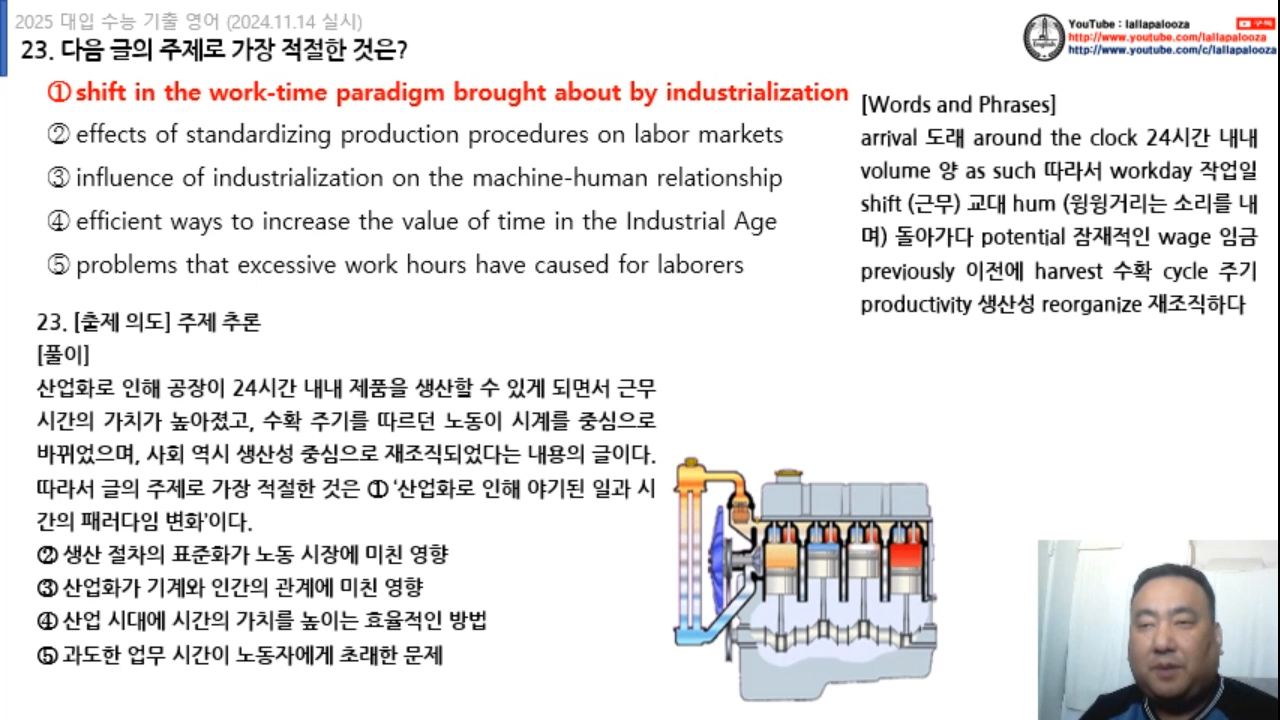 2025 대입 수능 기출 영어 (2024.11.14 실시)
23. 다음 글의 주제로 가장 적절한 것은?
YouTube : lallapalooza
구독
http://www.youtube.com/lallapalooza
http://www.youtube.com/c/lallapalooza
English
① shift in the work-time paradigm brought about by industrialization
② effects of standardizing production procedures on labor markets
③ influence of industrialization on the machine-human relationship
④ efficient ways to increase the value of time in the Industrial Age
⑤ problems that excessive work hours have caused for laborers
[Words and Phrases]
arrival 도래 around the clock 24시간 내내
volume 양 as such 따라서 workday 작업일
shift (근무) 교대 hum (윙윙거리는 소리를 내
며) 돌아가다 potential 잠재적인 wage 임금
previously 이전에 harvest 수확 cycle 주기
productivity 생산성 reorganize 재조직하다
23. [출제 의도] 주제 추론
[풀이]
산업화로 인해 공장이 24시간 내내 제품을 생산할 수 있게 되면서 근무
시간의 가치가 높아졌고, 수확 주기를 따르던 노동이 시계를 중심으로
바뀌었으며, 사회 역시 생산성 중심으로 재조직되었다는 내용의 글이다.
따라서 글의 주제로 가장 적절한 것은 ① ‘산업화로 인해 야기된 일과 시
간의 패러다임 변화’이다.
② 생산 절차의 표준화가 노동 시장에 미친 영향
③ 산업화가 기계와 인간의 관계에 미친 영향
④ 산업 시대에 시간의 가치를 높이는 효율적인 방법
⑤ 과도한 업무 시간이 노동자에게 초래한 문제